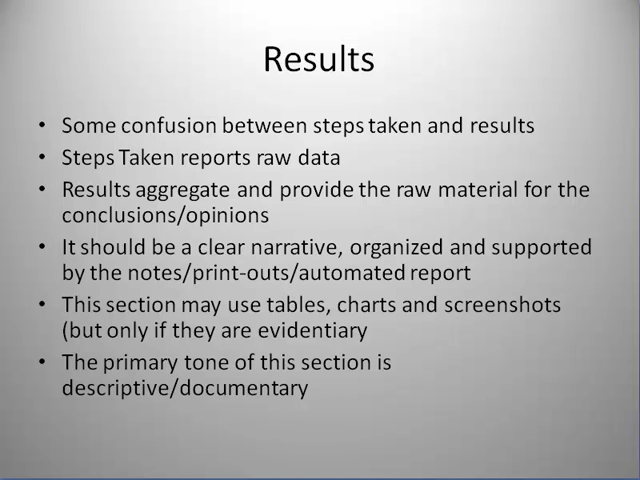 Results
• Some confusion between steps taken and results
• Steps Taken reports raw data
• Results aggregate and provide the raw material for the
conclusions/opinions
• It should be a clear narrative, organized and supported
by the notes/print-outs/automated report
• This section may use tables, charts and screenshots
(but only if they are evidentiary
• The primary tone of this section is
descriptive/documentary